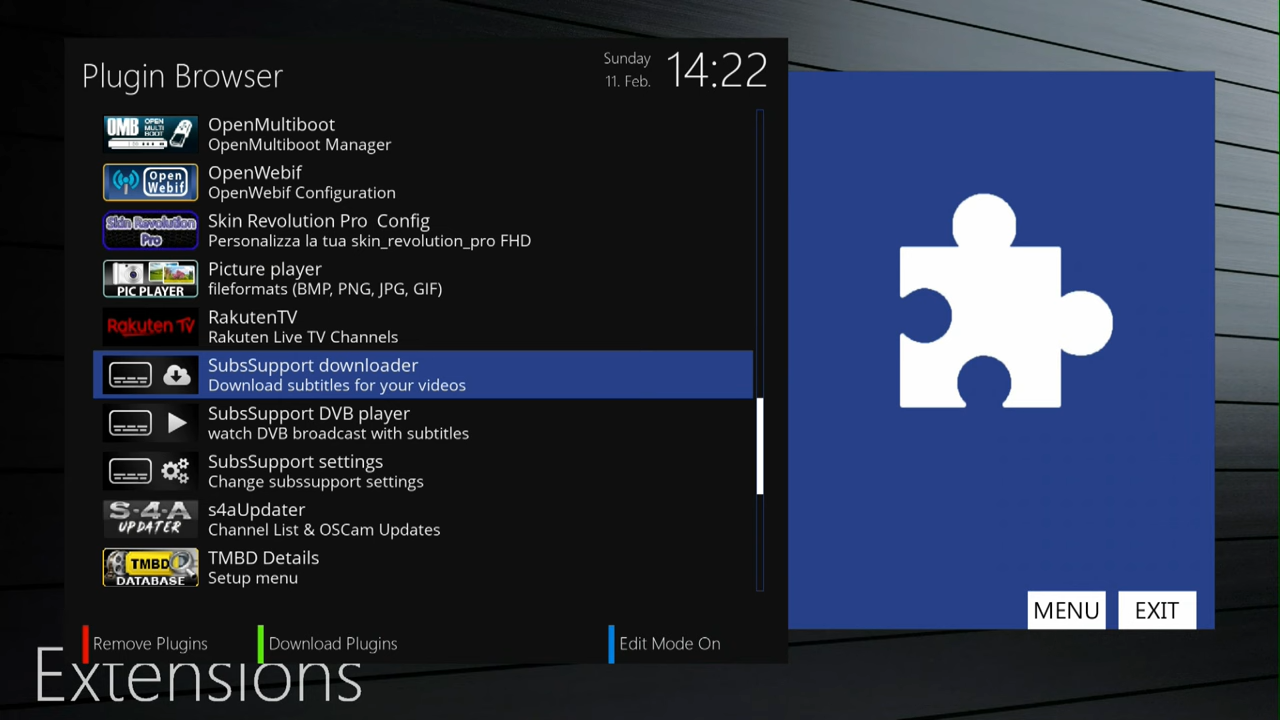 Plugin Browser
Sunday
11. Feb.
14:22
OMB OPEN MULTI BOOT
OpenMultiboot
OpenMultiboot Manager
Open Webif
OpenWebif
OpenWebif Configuration
Skin Revolution Pro
Skin Revolution Pro  Config
Personalizza la tua skin_revolution_pro FHD
PIC PLAYER
Picture player
fileformats (BMP, PNG, JPG, GIF)
Rakuten TV
RakutenTV
Rakuten Live TV Channels
SubsSupport downloader
Download subtitles for your videos
SubsSupport DVB player
watch DVB broadcast with subtitles
SubsSupport settings
Change subssupport settings
S-4-A
UPDATER
s4aUpdater
Channel List & OSCam Updates
TMBD
DATABASE
TMBD Details
Setup menu
MENU
EXIT
Remove Plugins
Download Plugins
Edit Mode On
Extensions